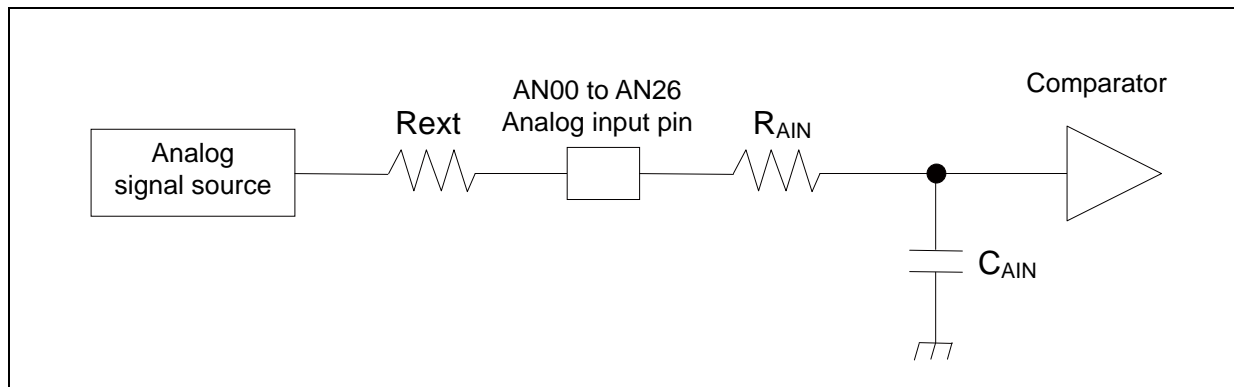 AN00 to AN26
Analog input pin
Comparator
Rext
RAIN
Analog
signal source
CAIN